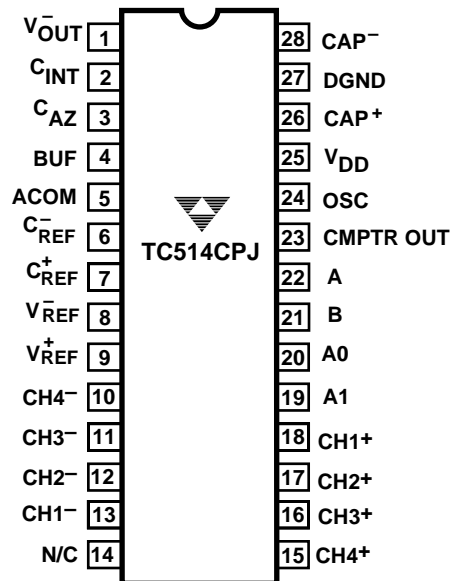 V⁻OUT 1
CINT 2
CAZ 3
BUF 4
ACOM 5
C⁻REF 6
C⁺REF 7
V⁻REF 8
V⁺REF 9
CH4– 10
CH3– 11
CH2– 12
CH1– 13
N/C 14
TC514CPJ
28 CAP–
27 DGND
26 CAP+
25 VDD
24 OSC
23 CMPTR OUT
22 A
21 B
20 A0
19 A1
18 CH1+
17 CH2+
16 CH3+
15 CH4+